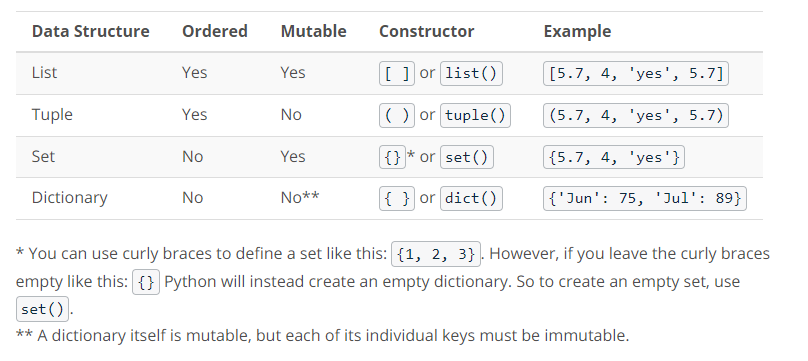 Data Structure Ordered Mutable Constructor Example
List Yes Yes [ ] or list() [5.7, 4, 'yes', 5.7]
Tuple Yes No ( ) or tuple() (5.7, 4, 'yes', 5.7)
Set No Yes {}* or set() {5.7, 4, 'yes'}
Dictionary No No** { } or dict() {'Jun': 75, 'Jul': 89}
* You can use curly braces to define a set like this: {1, 2, 3}. However, if you leave the curly braces
empty like this: {} Python will instead create an empty dictionary. So to create an empty set, use
set().
** A dictionary itself is mutable, but each of its individual keys must be immutable.